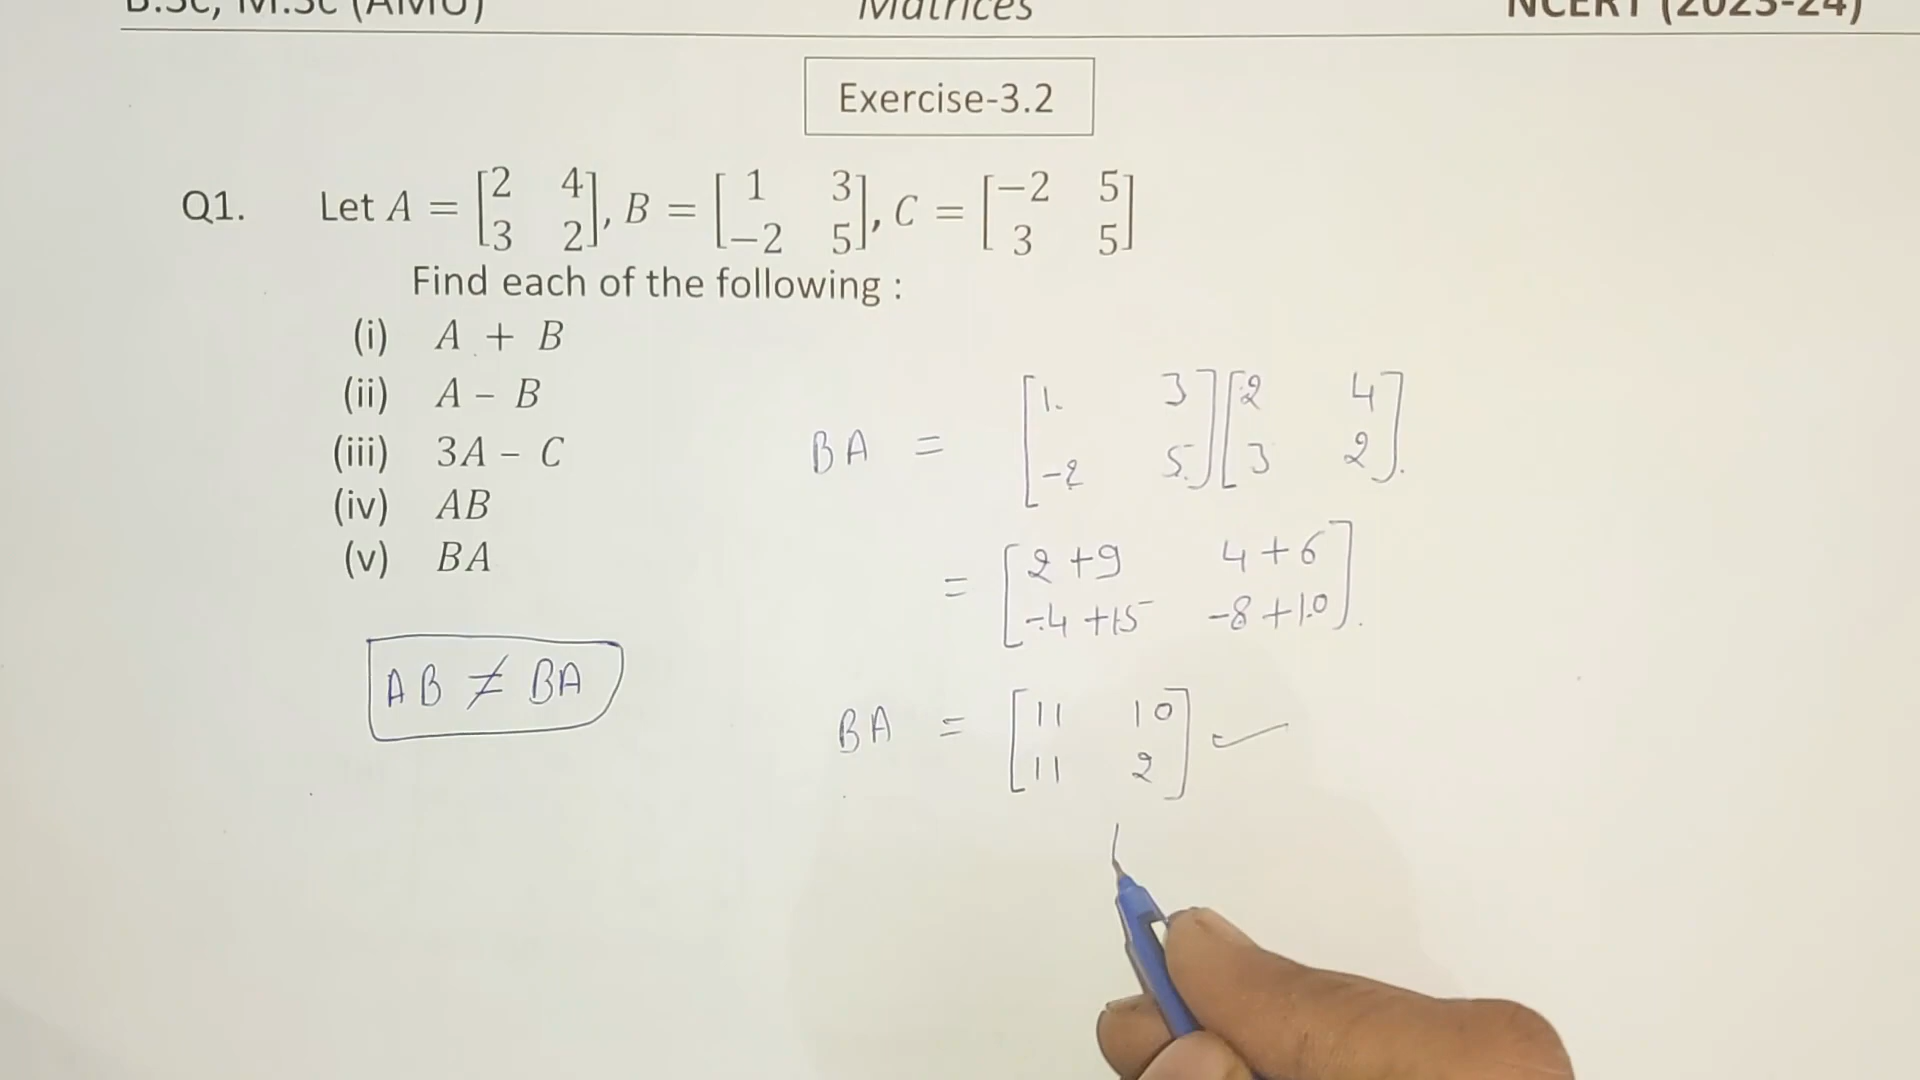 B.Sc, M.Sc (AMU) Matrices NCERT (2023-24)
Exercise-3.2
Q1. Let A = [2 4; 3 2], B = [1 3; −2 5], C = [−2 5; 3 5]
Find each of the following :
(i) A + B
(ii) A − B
(iii) 3A − C
(iv) AB
(v) BA
AB ≠ BA
BA = [1 3; -2 5] [2 4; 3 2]
= [2+9 4+6; -4+15 -8+10]
BA = [11 10; 11 2]